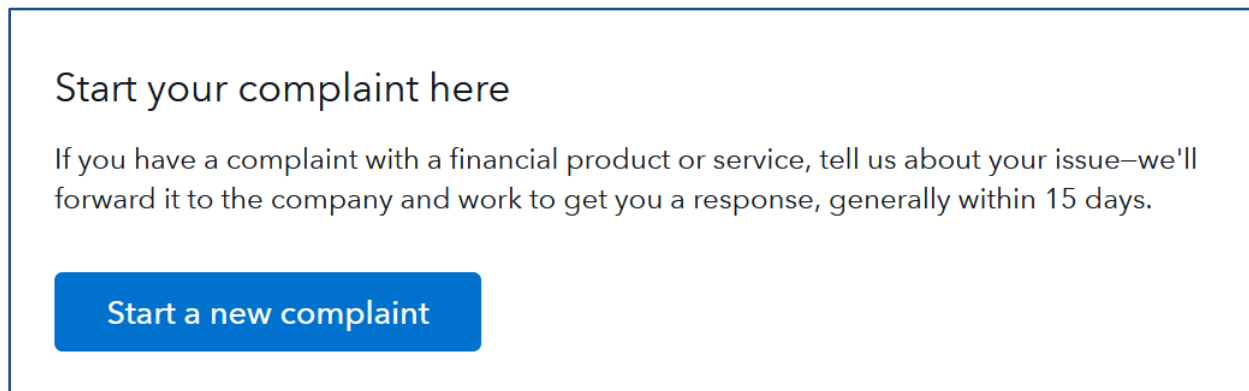 Start your complaint here
If you have a complaint with a financial product or service, tell us about your issue—we'll
forward it to the company and work to get you a response, generally within 15 days.
Start a new complaint